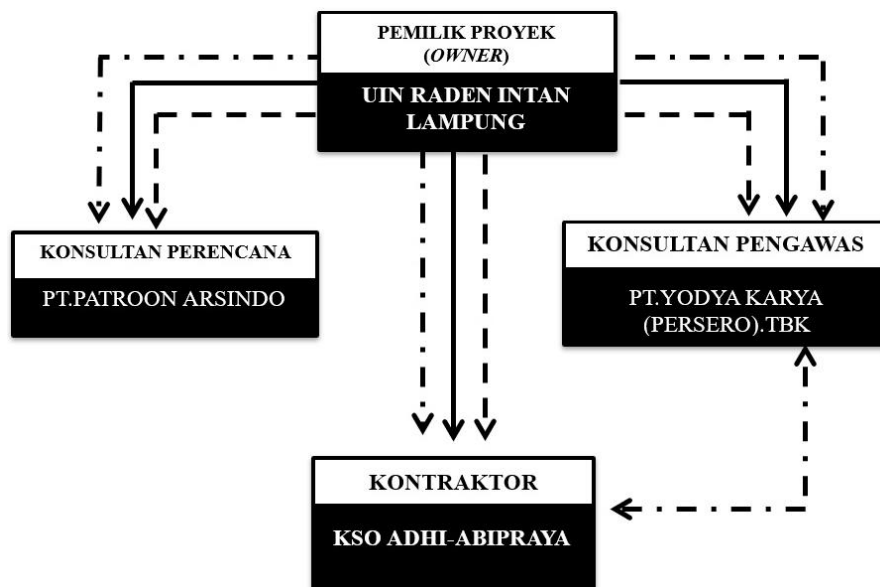 PEMILIK PROYEK
(OWNER)
UIN RADEN INTAN
LAMPUNG
KONSULTAN PERENCANA
PT.PATROON ARSINDO
KONSULTAN PENGAWAS
PT.YODYA KARYA
(PERSERO).TBK
KONTRAKTOR
KSO ADHI-ABIPRAYA